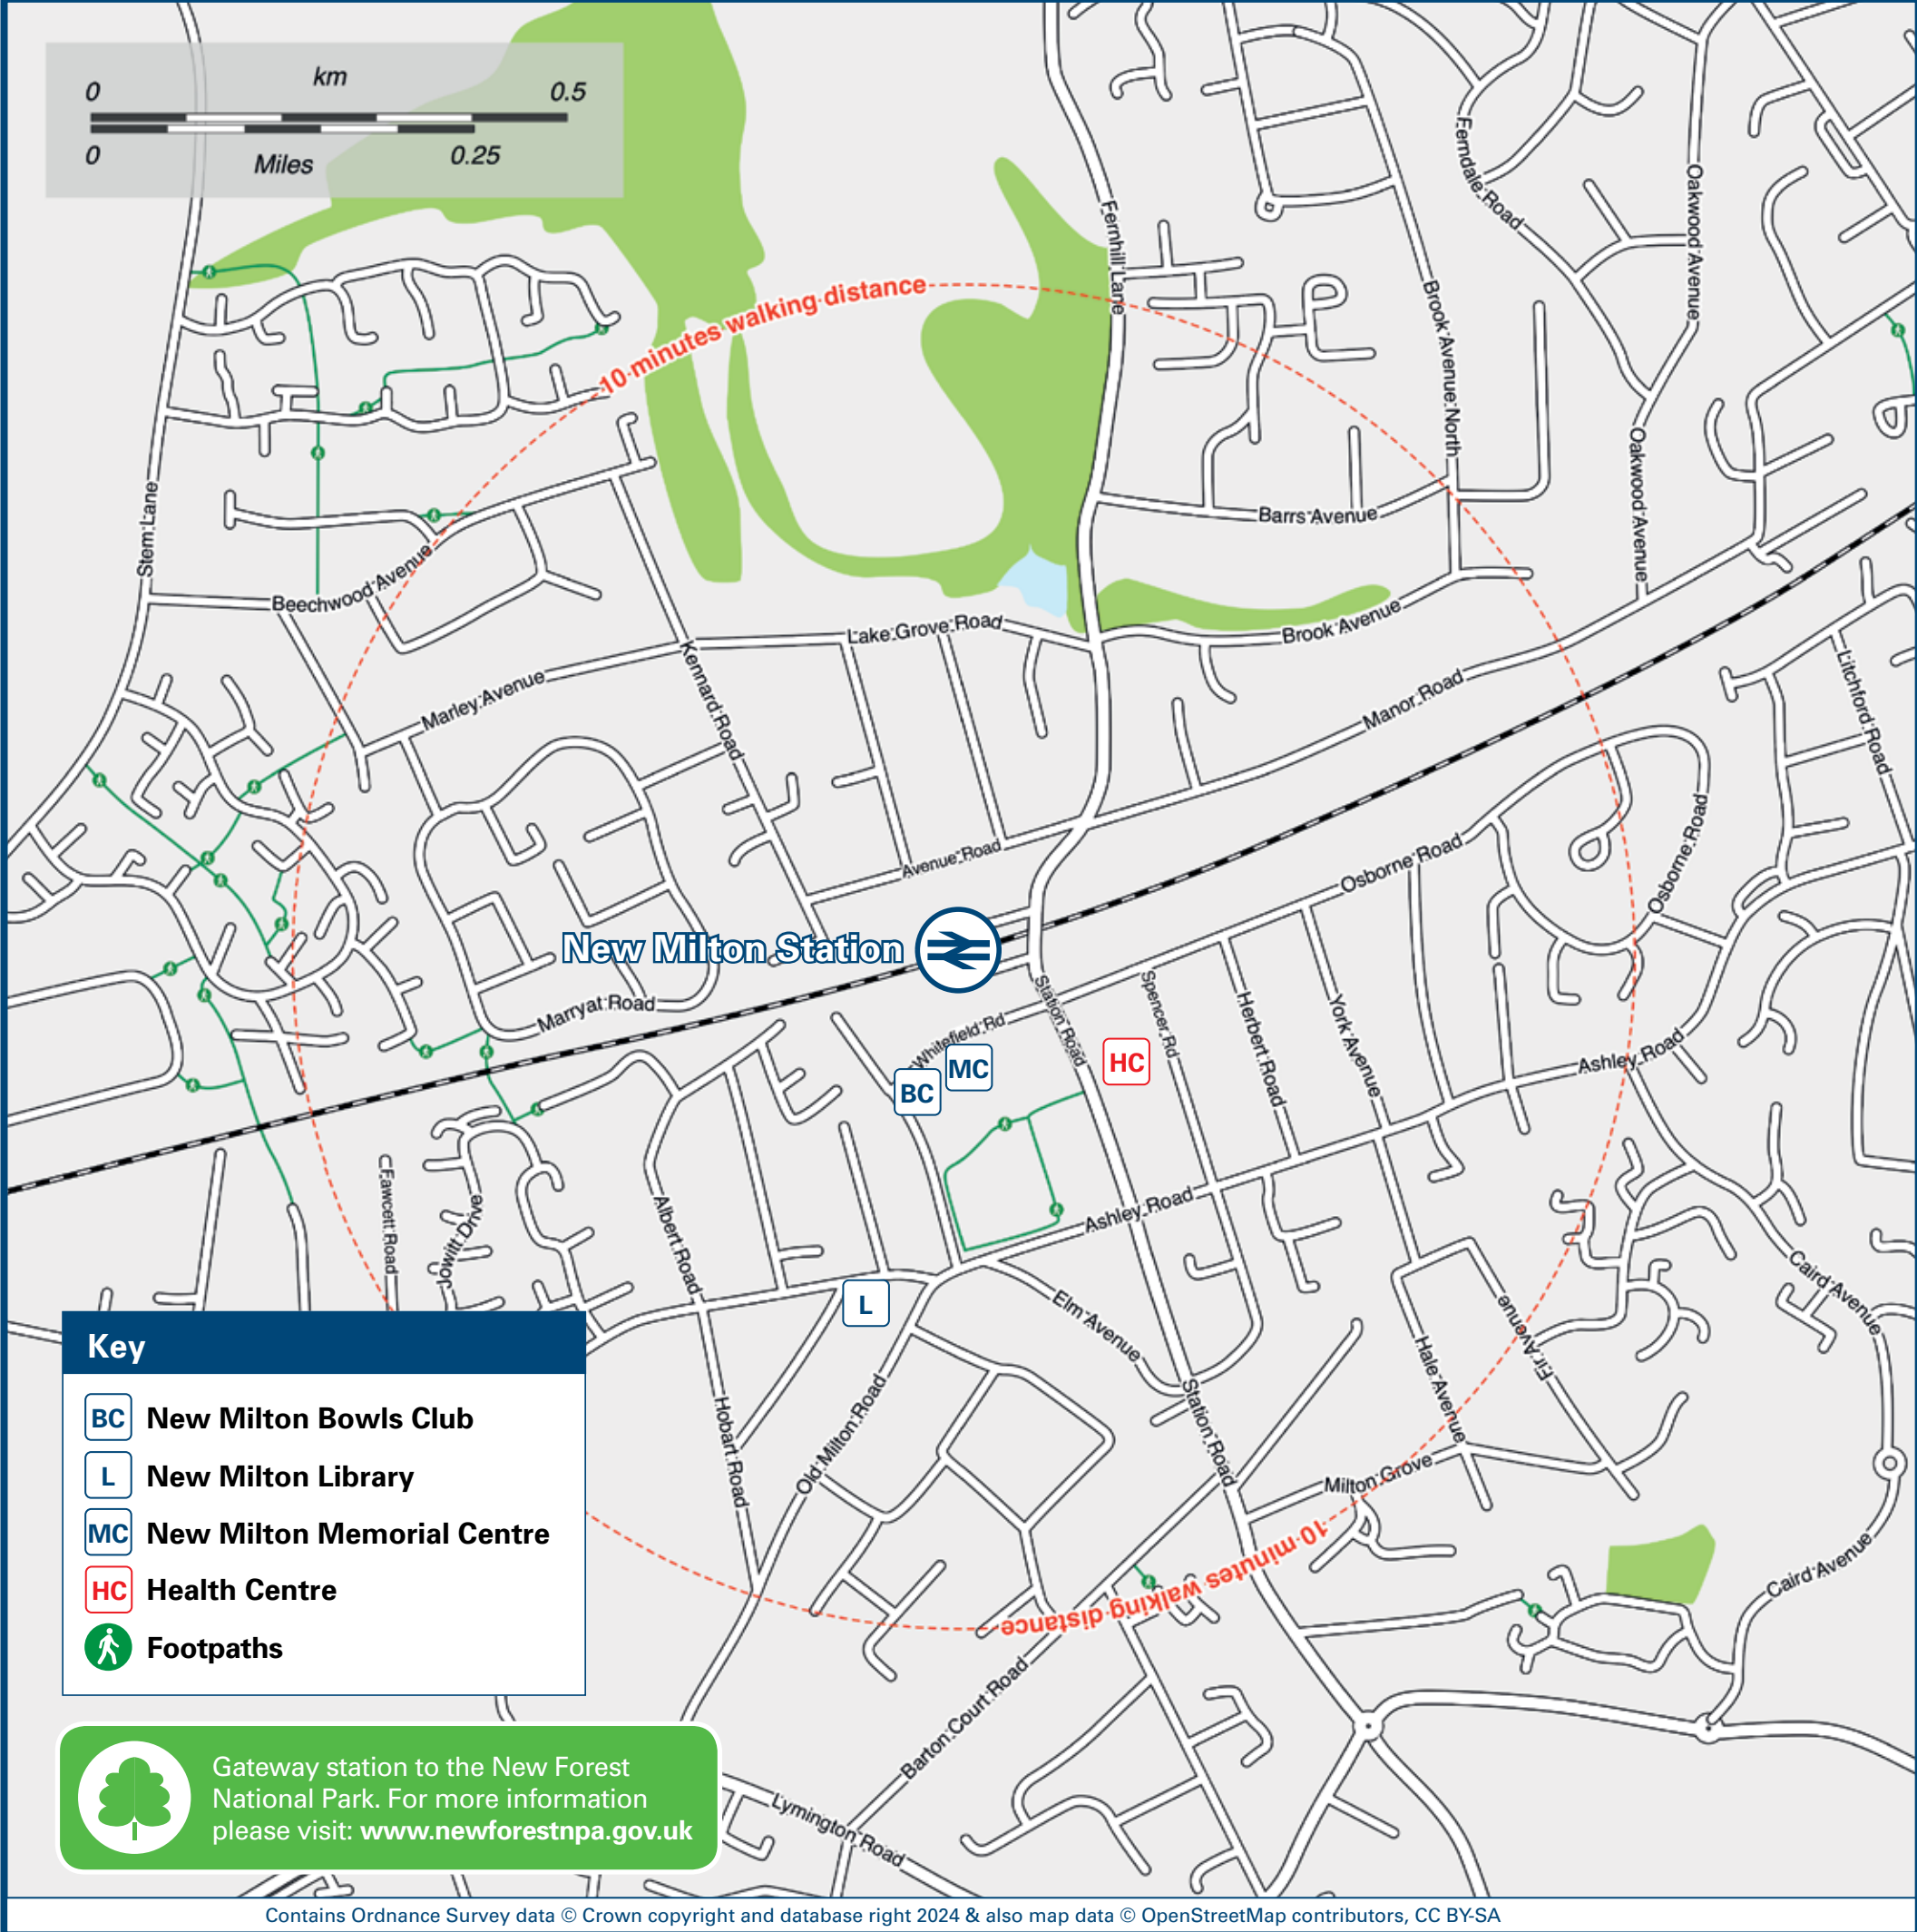 km
0 0.5
0 0.25
Miles
Fernhill Lane
Ferndale Road
Oakwood Avenue
Brook Avenue North
10 minutes walking distance
Stem Lane
Barrs Avenue
Oakwood Avenue
Beechwood Avenue
Lake Grove Road
Brook Avenue
Kennard Road
Marley Avenue
Manor Road
Litchford Road
Avenue Road
Osborne Road
Osborne Road
New Milton Station
Marryat Road
Station Road
Spencer Rd
Herbert Road
York Avenue
Whitefield Rd
MC
HC
BC
Ashley Road
Fawcett Road
Jowitt Drive
Albert Road
Ashley Road
L
Elm Avenue
Caird Avenue
Fir Avenue
Hale Avenue
Hobart Road
Old Milton Road
Station Road
Milton Grove
10 minutes walking distance
Caird Avenue
Barton Court Road
Lymington Road
Key
BC New Milton Bowls Club
L New Milton Library
MC New Milton Memorial Centre
HC Health Centre
Footpaths
Gateway station to the New Forest
National Park. For more information
please visit: www.newforestnpa.gov.uk
Contains Ordnance Survey data © Crown copyright and database right 2024 & also map data © OpenStreetMap contributors, CC BY-SA